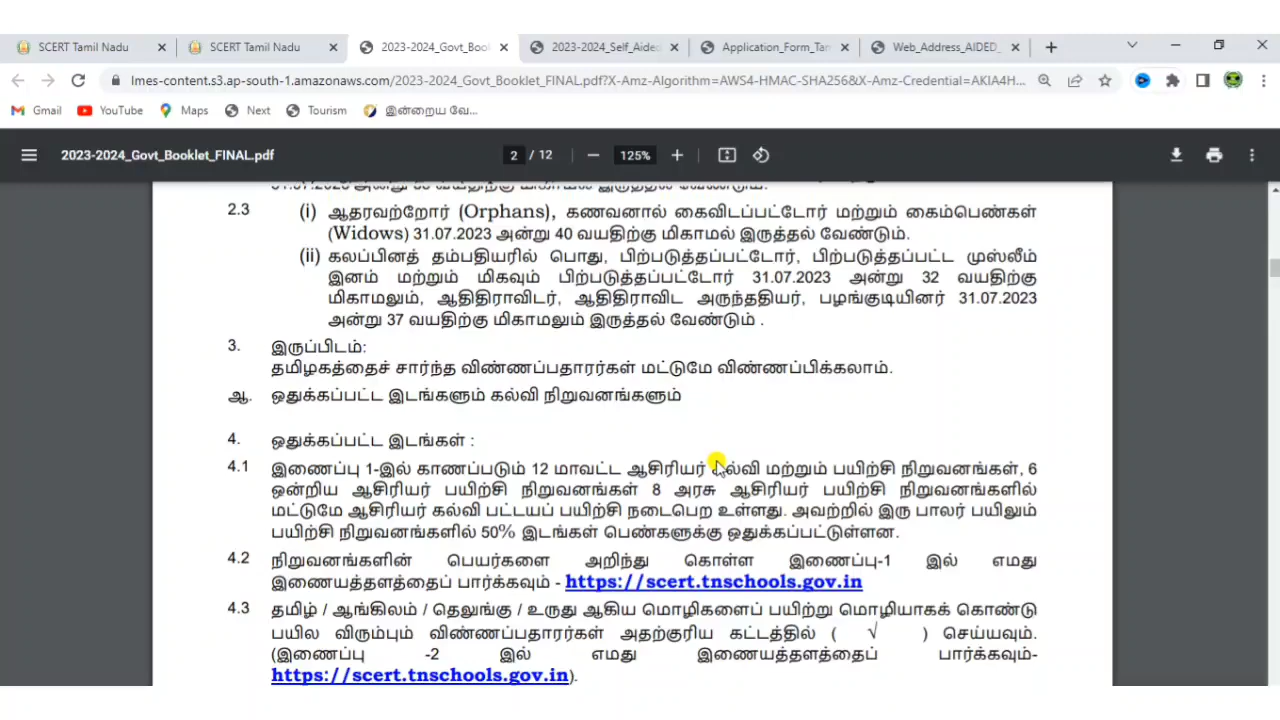 SCERT Tamil Nadu
SCERT Tamil Nadu
2023-2024_Govt_Boo
2023-2024_Self_Aided
Application_Form_Tam
Web_Address_AIDED_
lmes-content.s3.ap-south-1.amazonaws.com/2023-2024_Govt_Booklet_FINAL.pdf?X-Amz-Algorithm=AWS4-HMAC-SHA256&X-Amz-Credential=AKIA4H...
Gmail YouTube Maps Next Tourism இன்றைய வே...
2023-2024_Govt_Booklet_FINAL.pdf 2 / 12 125%
31.07.2023 அன்று வயதிற்கு மிகாமல் இருத்தல் வேண்டும்.
2.3 (i) ஆதரவற்றோர் (Orphans), கணவனால் கைவிடப்பட்டோர் மற்றும் கைம்பெண்கள்
(Widows) 31.07.2023 அன்று 40 வயதிற்கு மிகாமல் இருத்தல் வேண்டும்.
(ii) கலப்பினத் தம்பதியரில் பொது, பிற்படுத்தப்பட்டோர், பிற்படுத்தப்பட்ட முஸ்லீம்
இனம் மற்றும் மிகவும் பிற்படுத்தப்பட்டோர் 31.07.2023 அன்று 32 வயதிற்கு
மிகாமலும், ஆதிதிராவிடர், ஆதிதிராவிட அருந்ததியர், பழங்குடியினர் 31.07.2023
அன்று 37 வயதிற்கு மிகாமலும் இருத்தல் வேண்டும் .
3. இருப்பிடம்:
தமிழகத்தைச் சார்ந்த விண்ணப்பதாரர்கள் மட்டுமே விண்ணப்பிக்கலாம்.
ஆ. ஒதுக்கப்பட்ட இடங்களும் கல்வி நிறுவனங்களும்
4. ஒதுக்கப்பட்ட இடங்கள் :
4.1 இணைப்பு 1-இல் காணப்படும் 12 மாவட்ட ஆசிரியர் கல்வி மற்றும் பயிற்சி நிறுவனங்கள், 6
ஒன்றிய ஆசிரியர் பயிற்சி நிறுவனங்கள் 8 அரசு ஆசிரியர் பயிற்சி நிறுவனங்களில்
மட்டுமே ஆசிரியர் கல்வி பட்டயப் பயிற்சி நடைபெற உள்ளது. அவற்றில் இரு பாலர் பயிலும்
பயிற்சி நிறுவனங்களில் 50% இடங்கள் பெண்களுக்கு ஒதுக்கப்பட்டுள்ளன.
4.2 நிறுவனங்களின் பெயர்களை அறிந்து கொள்ள இணைப்பு-1 இல் எமது
இணையத்தளத்தைப் பார்க்கவும் - https://scert.tnschools.gov.in
4.3 தமிழ் / ஆங்கிலம் / தெலுங்கு / உருது ஆகிய மொழிகளைப் பயிற்று மொழியாகக் கொண்டு
பயில விரும்பும் விண்ணப்பதாரர்கள் அதற்குரிய கட்டத்தில் ( √ ) செய்யவும்.
(இணைப்பு -2 இல் எமது இணையத்தளத்தைப் பார்க்கவும்-
https://scert.tnschools.gov.in).